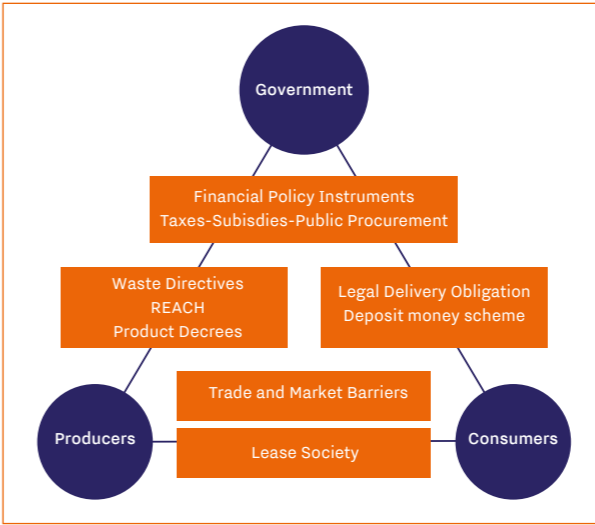 Government
Financial Policy Instruments
Taxes-Subisdies-Public Procurement
Waste Directives
REACH
Product Decrees
Legal Delivery Obligation
Deposit money scheme
Trade and Market Barriers
Producers
Consumers
Lease Society